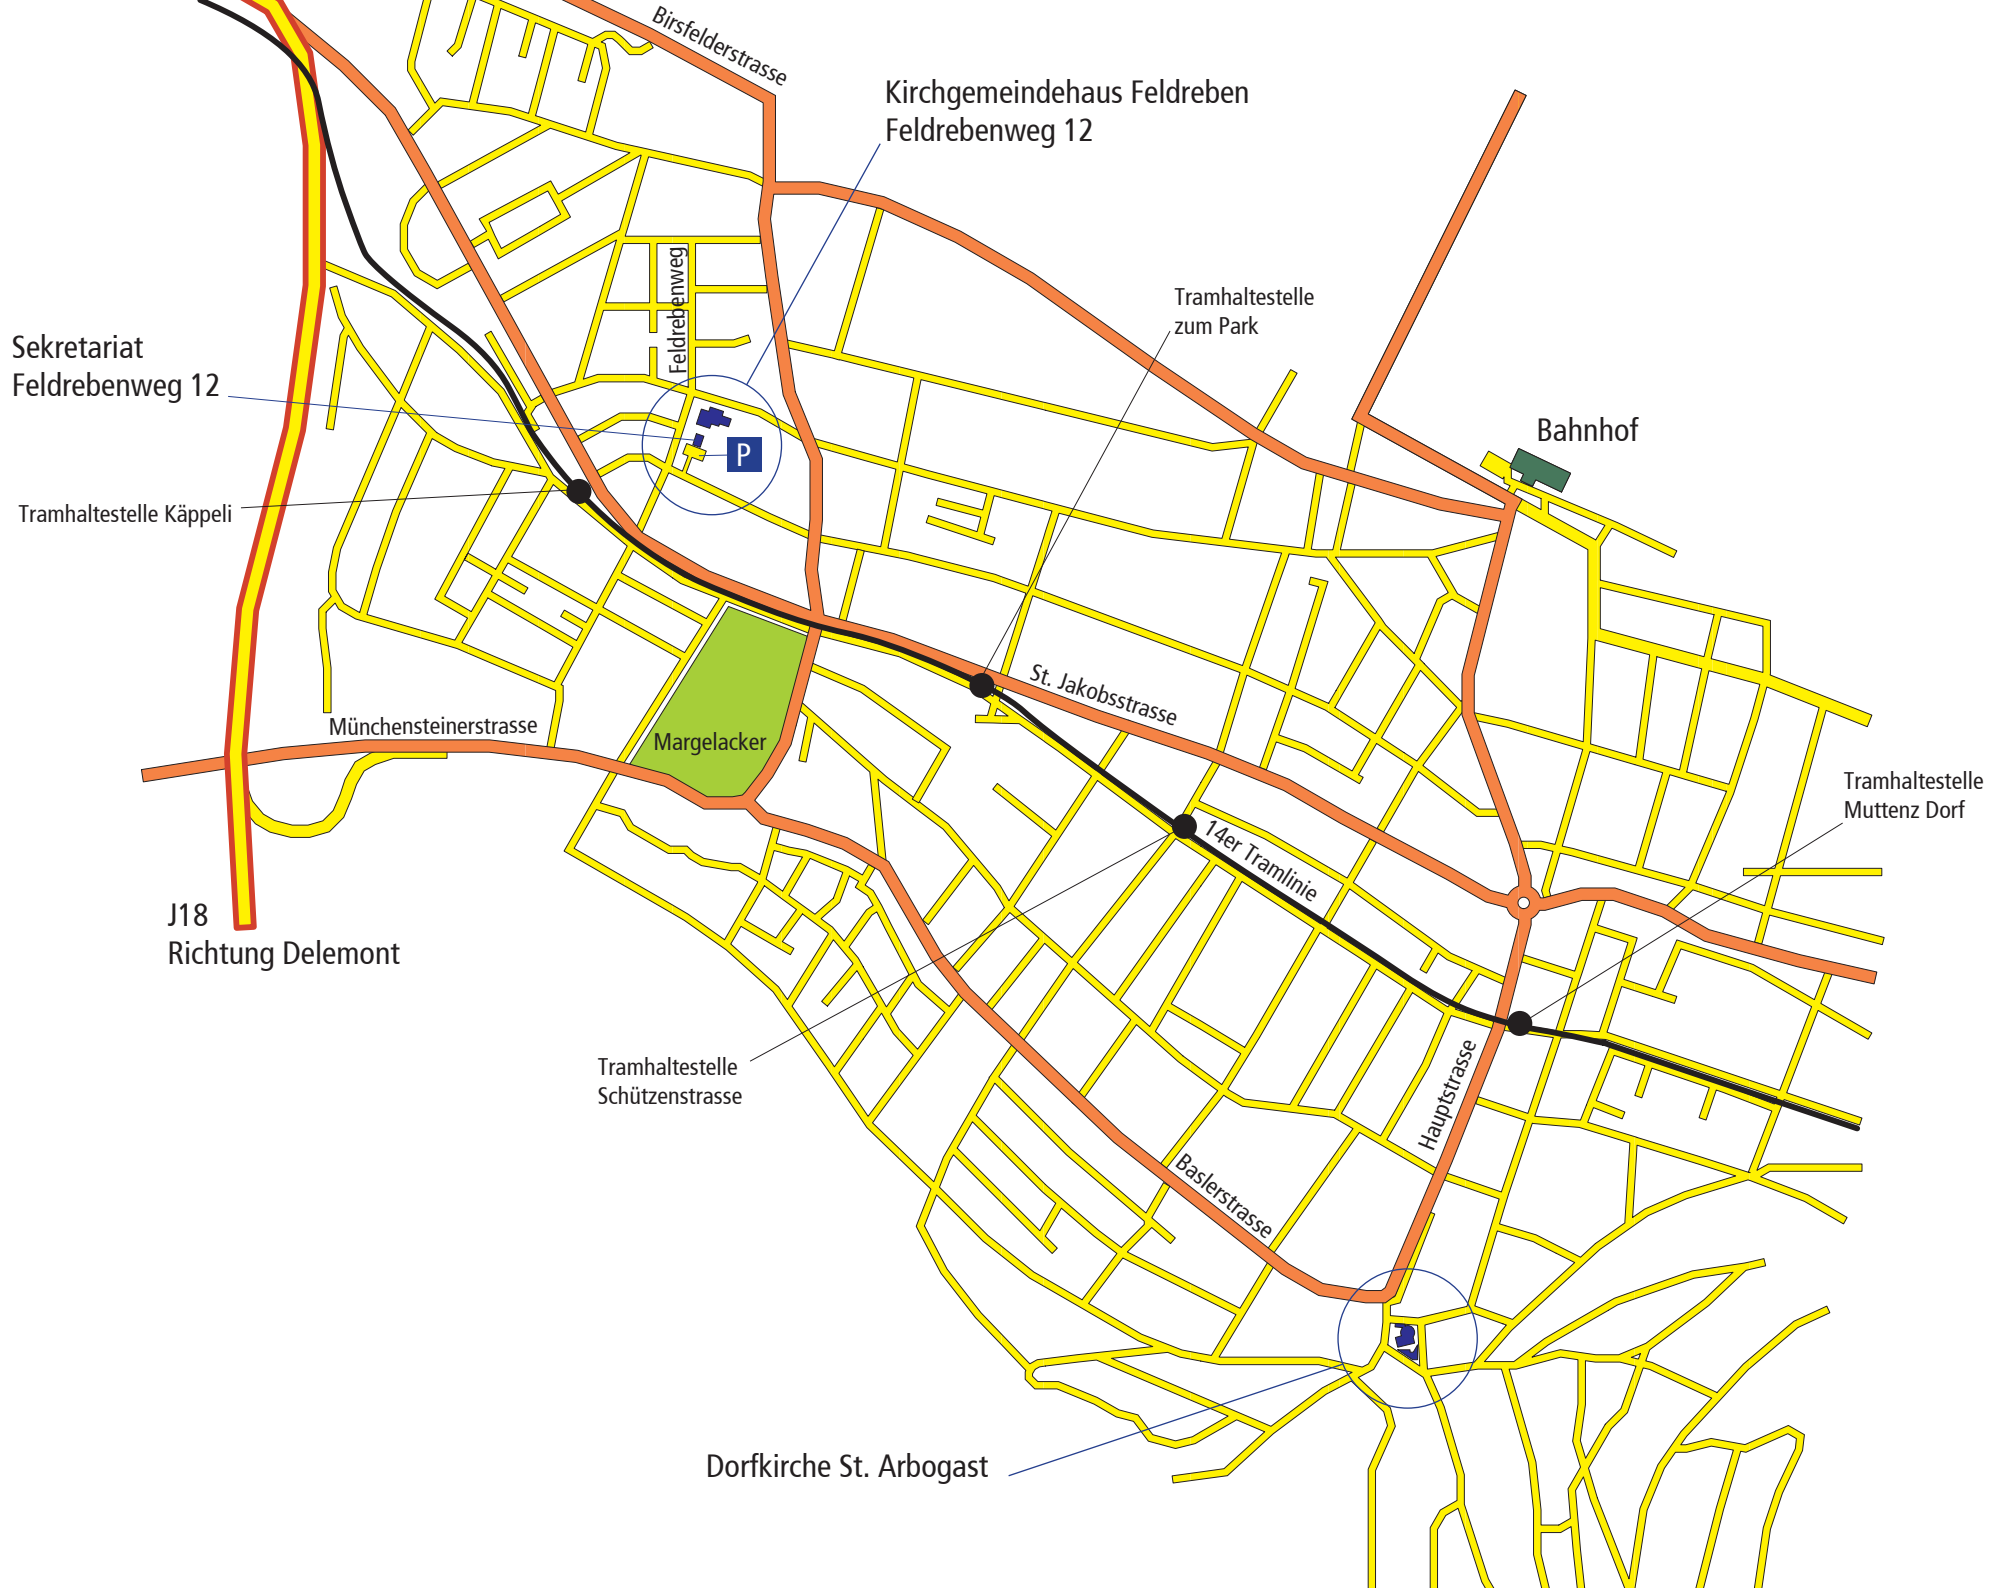 Birsfelderstrasse
Kirchgemeindehaus Feldreben
Feldrebenweg 12
Feldrebenweg
Tramhaltestelle
zum Park
Sekretariat
Feldrebenweg 12
Bahnhof
P
Tramhaltestelle Käppeli
St. Jakobsstrasse
Münchensteinerstrasse
Margelacker
Tramhaltestelle
Muttenz Dorf
14er Tramlinie
J18
Richtung Delemont
Tramhaltestelle
Schützenstrasse
Hauptstrasse
Baslerstrasse
Dorfkirche St. Arbogast